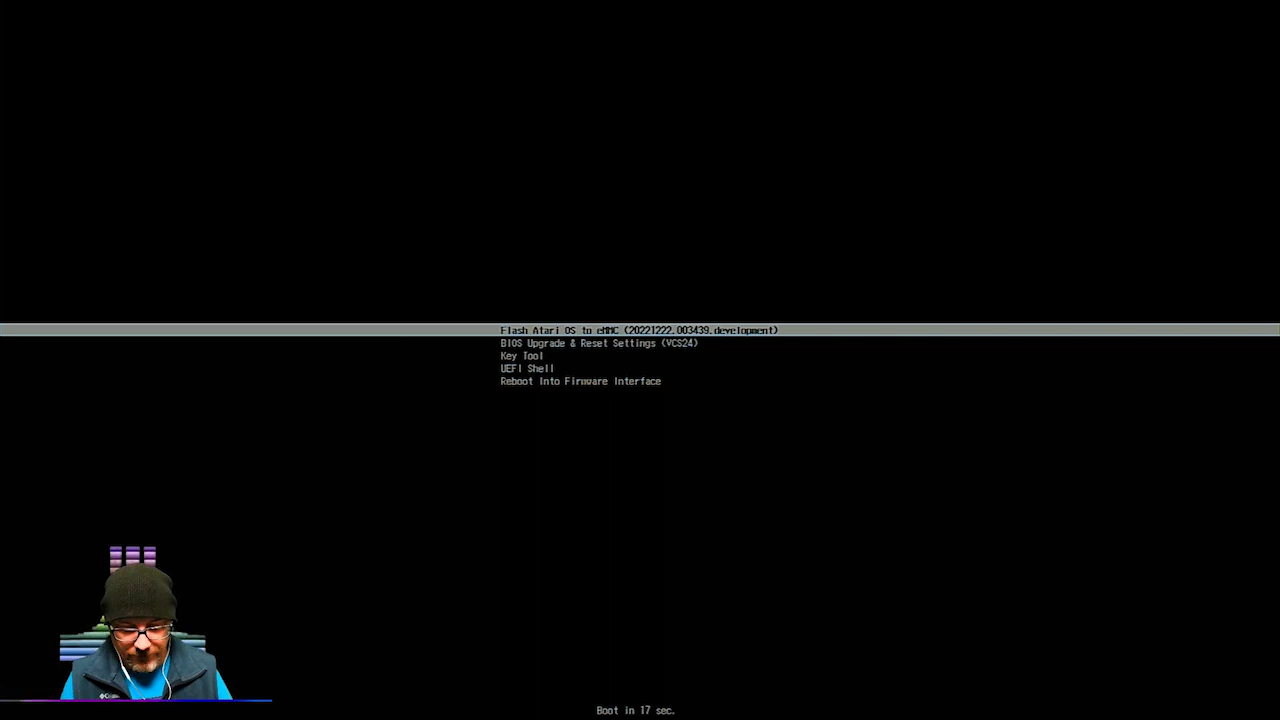 Flash Atari OS to eMMC (20221222.003439.development)
BIOS Upgrade & Reset Settings (VCS24)
Key Tool
UEFI Shell
Reboot Into Firmware Interface
Boot in 17 sec.